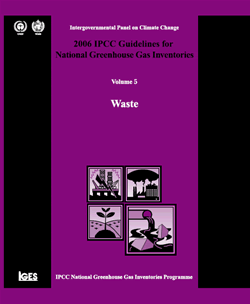 Intergovernmental Panel on Climate Change
2006 IPCC Guidelines for
National Greenhouse Gas Inventories
Volume 5
Waste
IGES
IPCC National Greenhouse Gas Inventories Programme